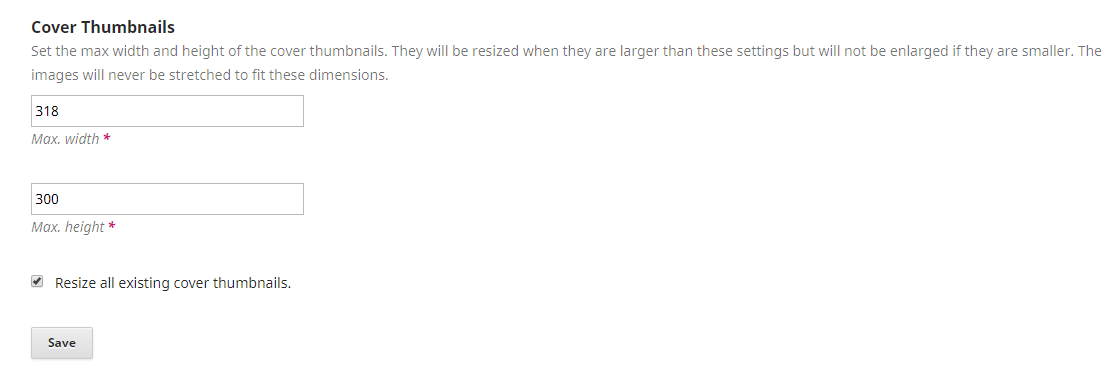 Cover Thumbnails
Set the max width and height of the cover thumbnails. They will be resized when they are larger than these settings but will not be enlarged if they are smaller. The
images will never be stretched to fit these dimensions.
318
Max. width *
300
Max. height *
Resize all existing cover thumbnails.
Save